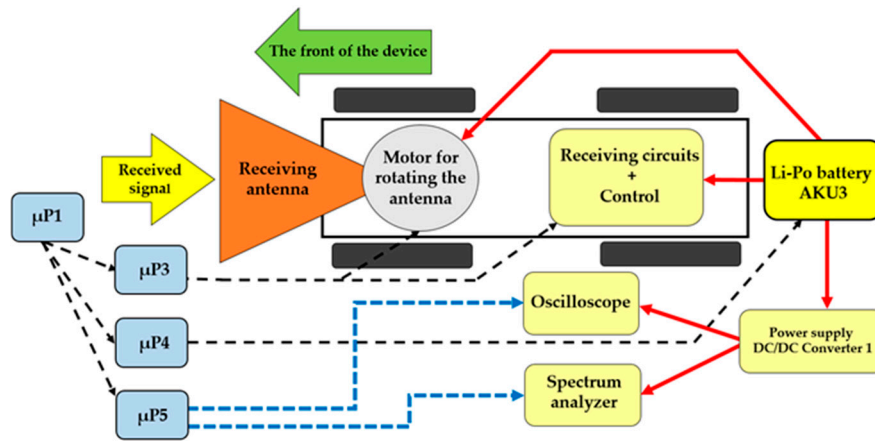 The front of the device
Received
signal
Receiving
antenna
Motor for
rotating the
antenna
Receiving circuits
+
Control
Li-Po battery
AKU3
μP1
μP3
μP4
μP5
Oscilloscope
Power supply
DC/DC Converter 1
Spectrum
analyzer